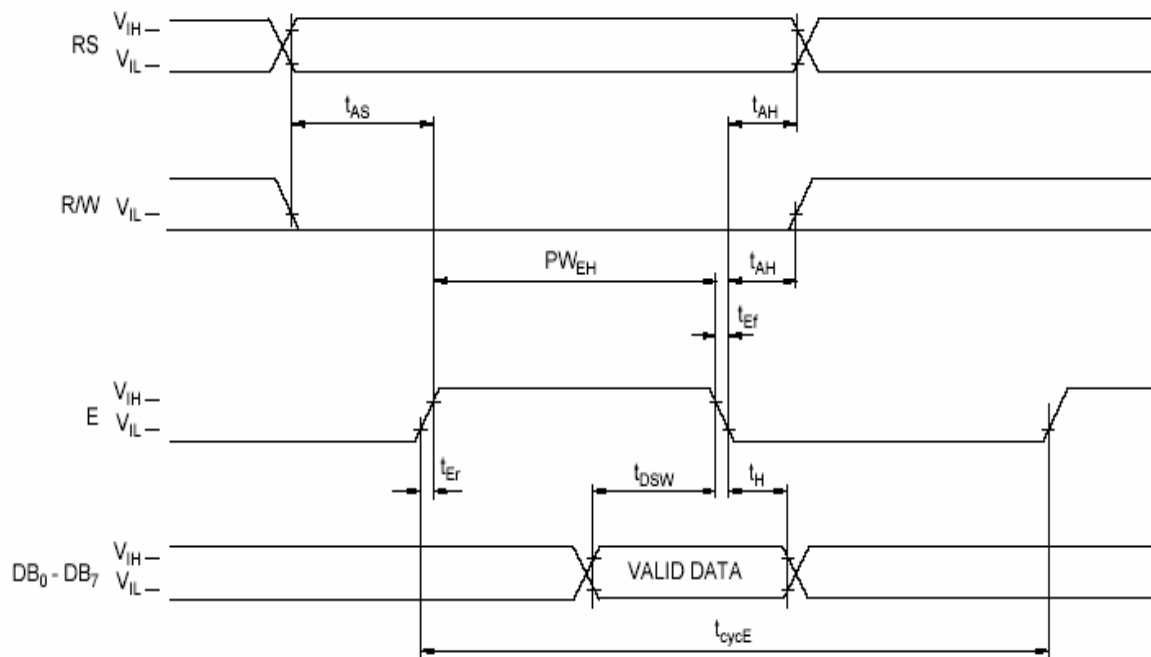 RS V_IH
V_IL
t_AS t_AH
R/W V_IL
PW_EH t_AH
t_Ef
E V_IH
V_IL
t_Er t_DSW t_H
DB_0 - DB_7 V_IH
V_IL
VALID DATA
t_cycE